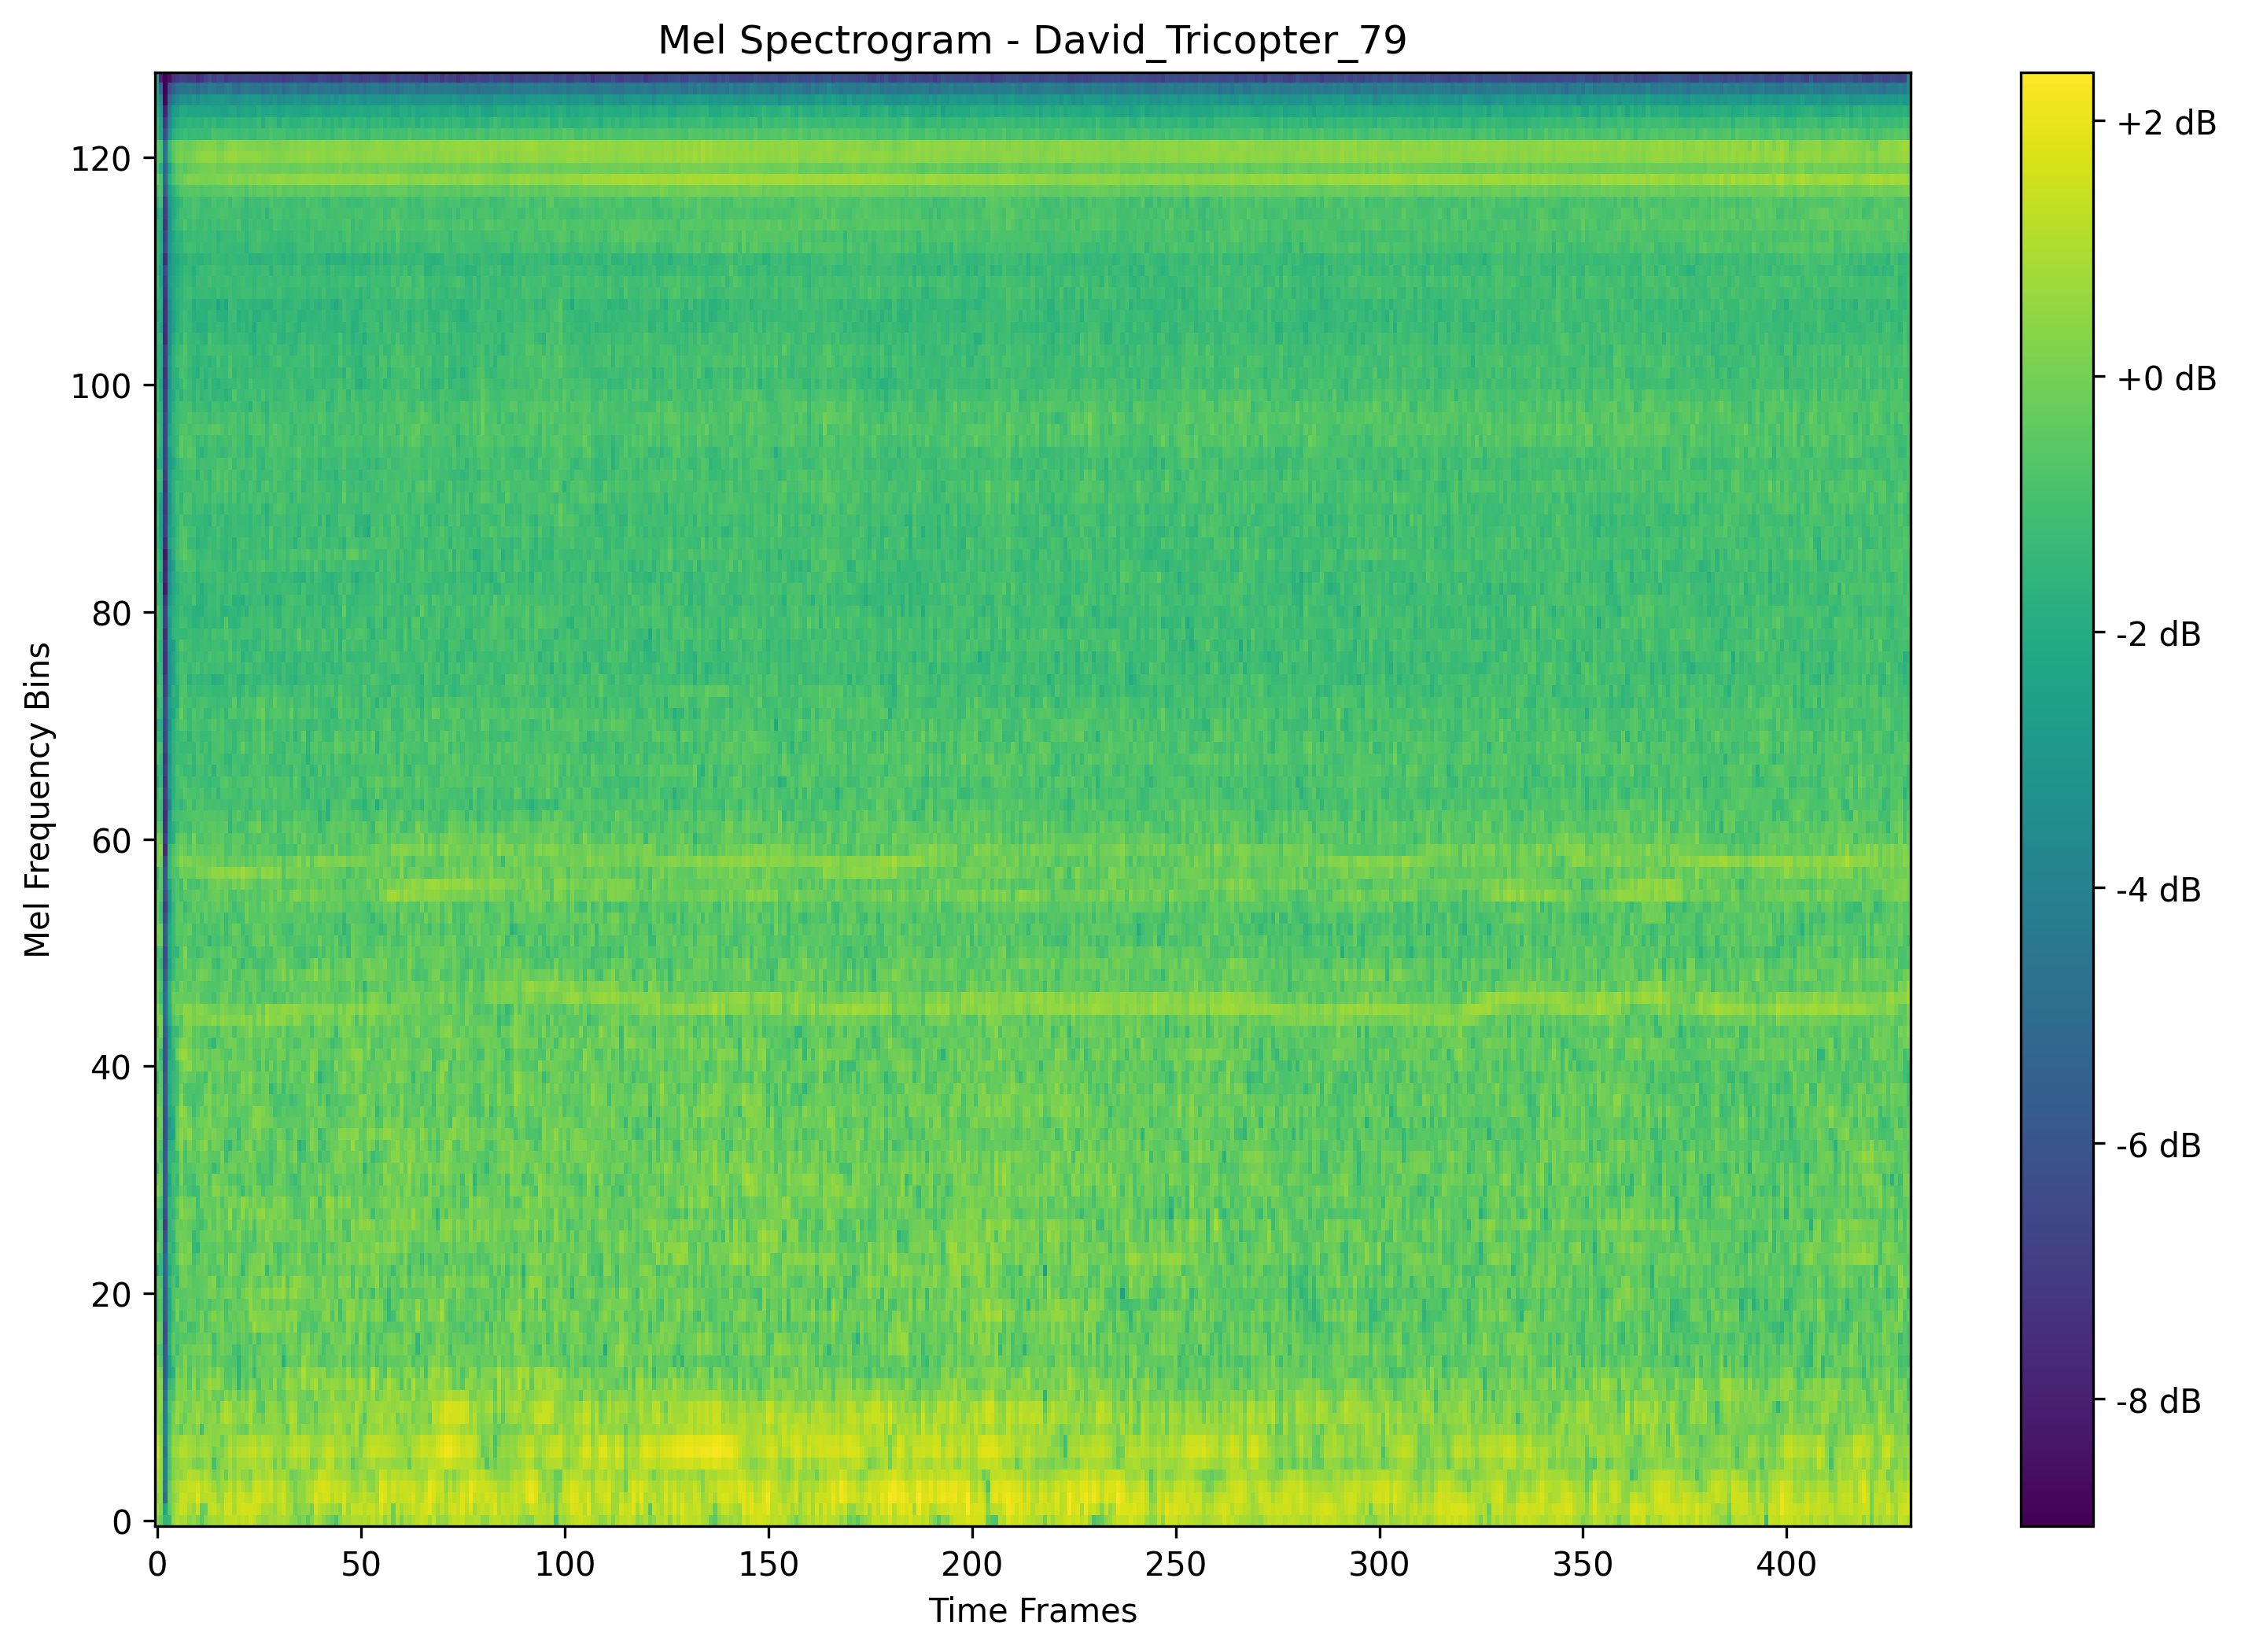 Mel Spectrogram - David_Tricopter_79
Mel Frequency Bins
120
100
80
60
40
20
0
0 50 100 150 200 250 300 350 400
Time Frames
+2 dB
+0 dB
-2 dB
-4 dB
-6 dB
-8 dB